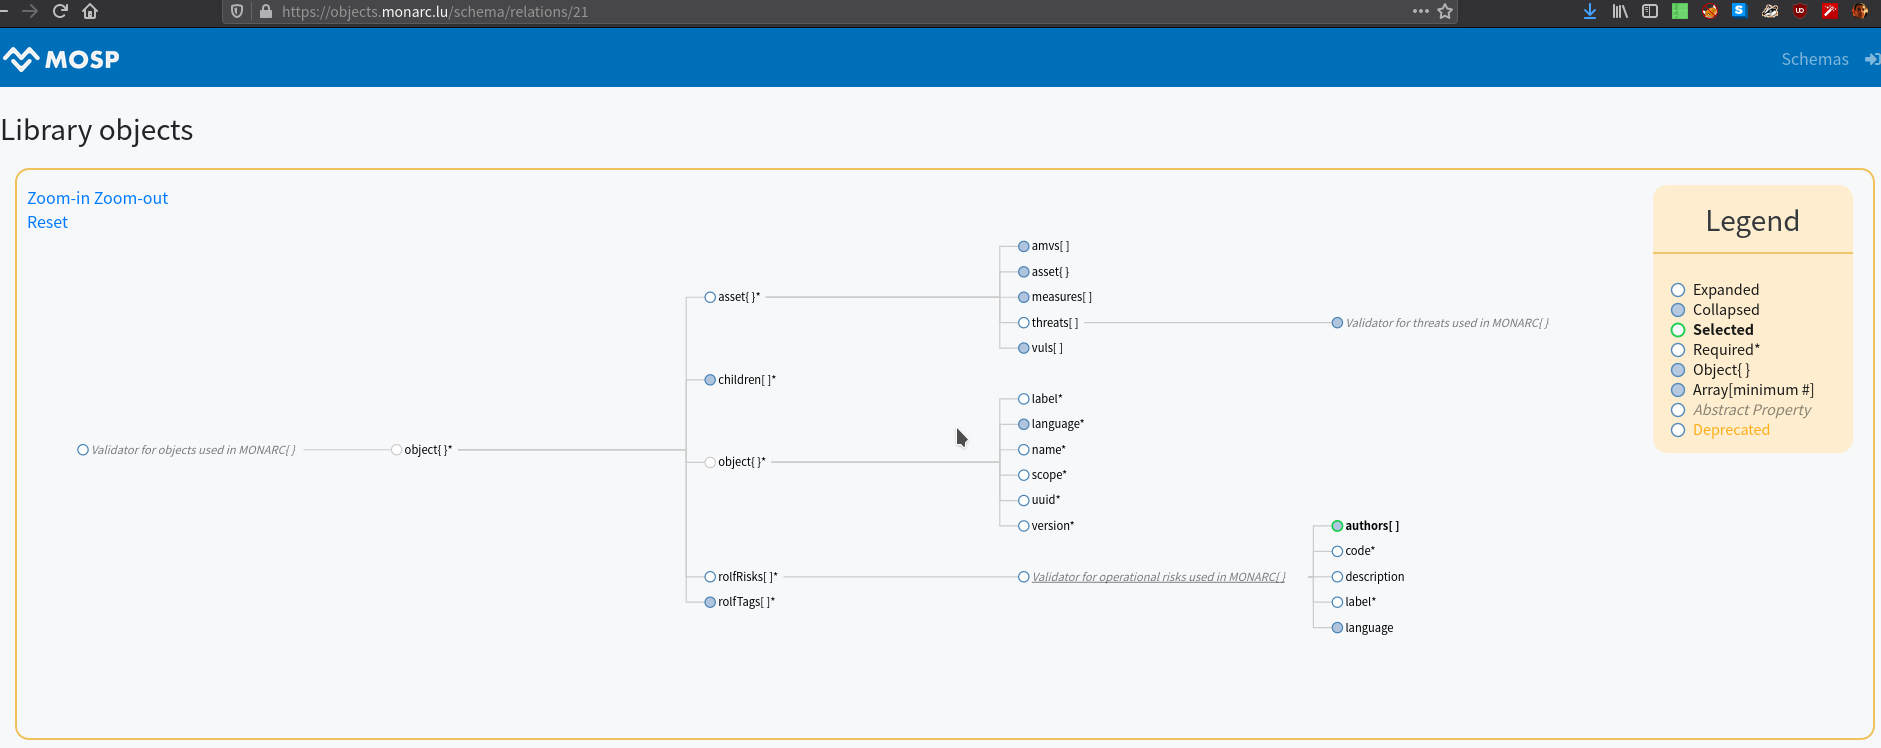 https://objects.monarc.lu/schema/relations/21
MOSP
Schemas
Library objects
Zoom-in Zoom-out
Reset
Legend
Expanded
Collapsed
Selected
Required*
Object{ }
Array[minimum #]
Abstract Property
Deprecated
Validator for objects used in MONARC{ }
object{ }*
asset{ }*
amvs[ ]
asset{ }
measures[ ]
threats[ ]
Validator for threats used in MONARC{ }
vuls[ ]
children[ ]*
object{ }*
label*
language*
name*
scope*
uuid*
version*
rolfRisks[ ]*
Validator for operational risks used in MONARC{ }
authors[ ]
code*
description
label*
language
rolfTags[ ]*